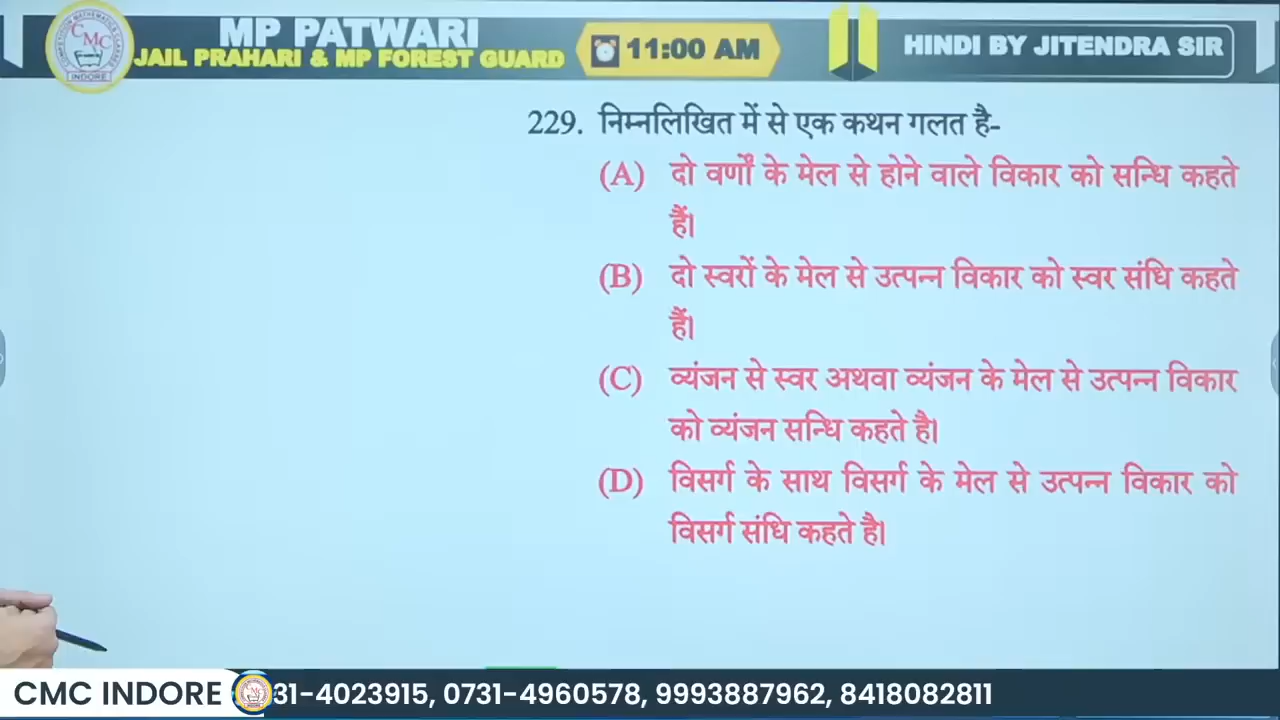 MP PATWARI
JAIL PRAHARI & MP FOREST GUARD
11:00 AM
HINDI BY JITENDRA SIR
CMC
INDORE
229. निम्नलिखित में से एक कथन गलत है-
(A) दो वर्णों के मेल से होने वाले विकार को सन्धि कहते
हैं।
(B) दो स्वरों के मेल से उत्पन्न विकार को स्वर संधि कहते
हैं।
(C) व्यंजन से स्वर अथवा व्यंजन के मेल से उत्पन्न विकार
को व्यंजन सन्धि कहते है।
(D) विसर्ग के साथ विसर्ग के मेल से उत्पन्न विकार को
विसर्ग संधि कहते है।
CMC INDORE 31-4023915, 0731-4960578, 9993887962, 8418082811